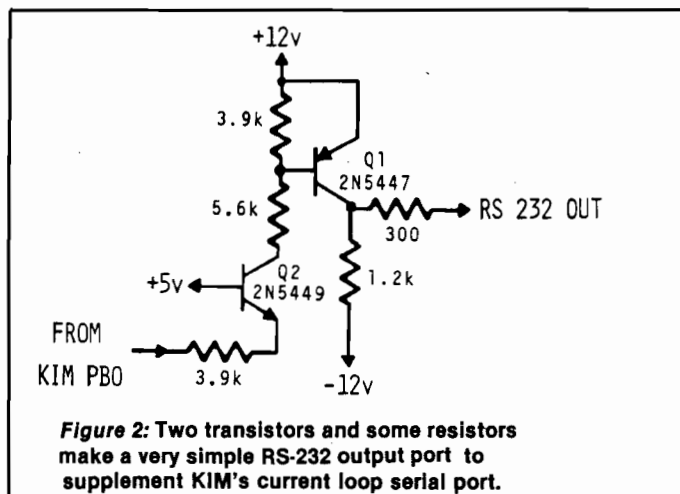 +12v
3.9k
Q1
2N5447
5.6k
RS 232 OUT
300
Q2
+5v
2N5449
1.2k
FROM
KIM PBO
3.9k
-12v
Figure 2: Two transistors and some resistors
make a very simple RS-232 output port to
supplement KIM's current loop serial port.